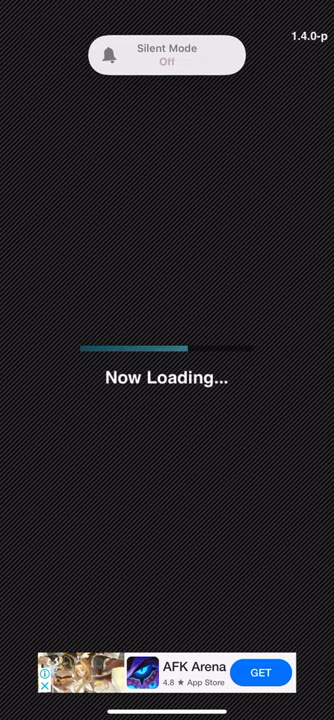 Silent Mode
Off
1.4.0-p
Now Loading...
AFK Arena
4.8 ★ App Store
GET